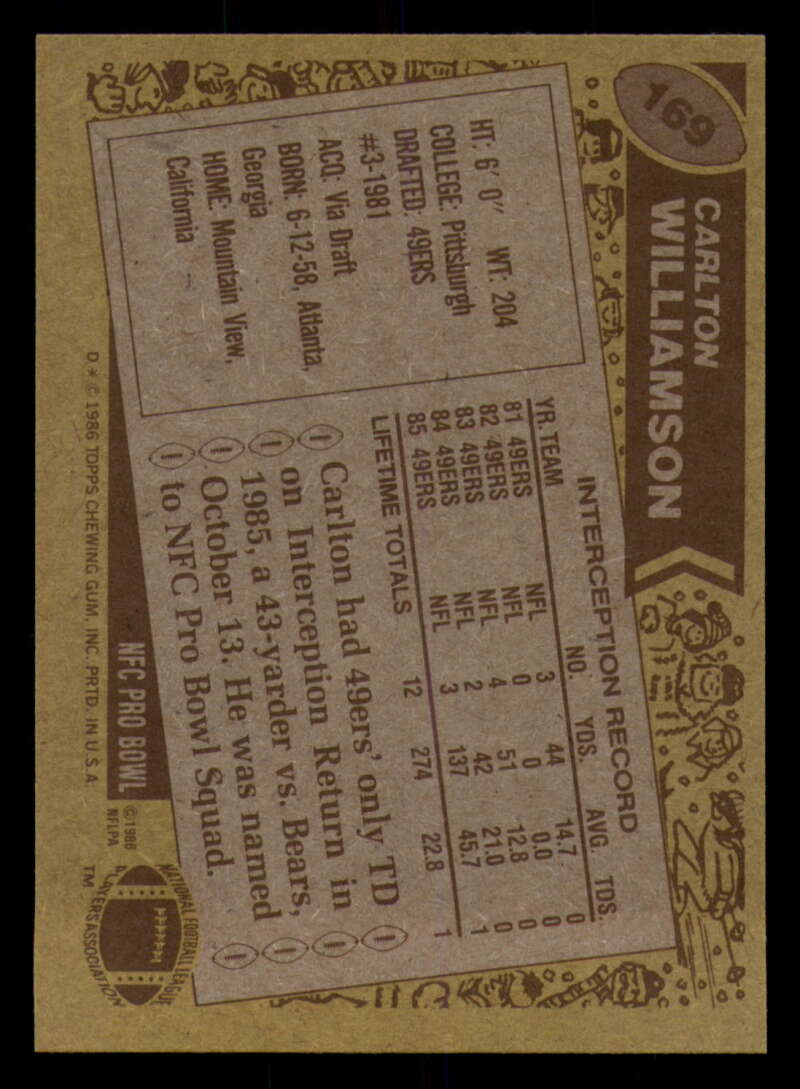 169
CARLTON
WILLIAMSON
HT: 6' 0" WT: 204
COLLEGE: Pittsburgh
DRAFTED: 49ERS
#3-1981
ACQ: Via Draft
BORN: 6-12-58, Atlanta,
Georgia
HOME: Mountain View,
California
INTERCEPTION RECORD
YR. TEAM NO. YDS. AVG. TDS.
81 49ERS NFL 3 44 14.7 0
82 49ERS NFL 0 0 0.0 0
83 49ERS NFL 4 51 12.8 0
84 49ERS NFL 2 42 21.0 0
85 49ERS NFL 3 137 45.7 1
LIFETIME TOTALS 12 274 22.8 1
Carlton had 49ers' only TD
on Interception Return in
1985, a 43-yarder vs. Bears,
October 13. He was named
to NFC Pro Bowl Squad.
NFC PRO BOWL
© 1986
NFLPA
NATIONAL FOOTBALL LEAGUE
PLAYERS ASSOCIATION
TM
D * © 1986 TOPPS CHEWING GUM, INC. PRTD. IN U.S.A.